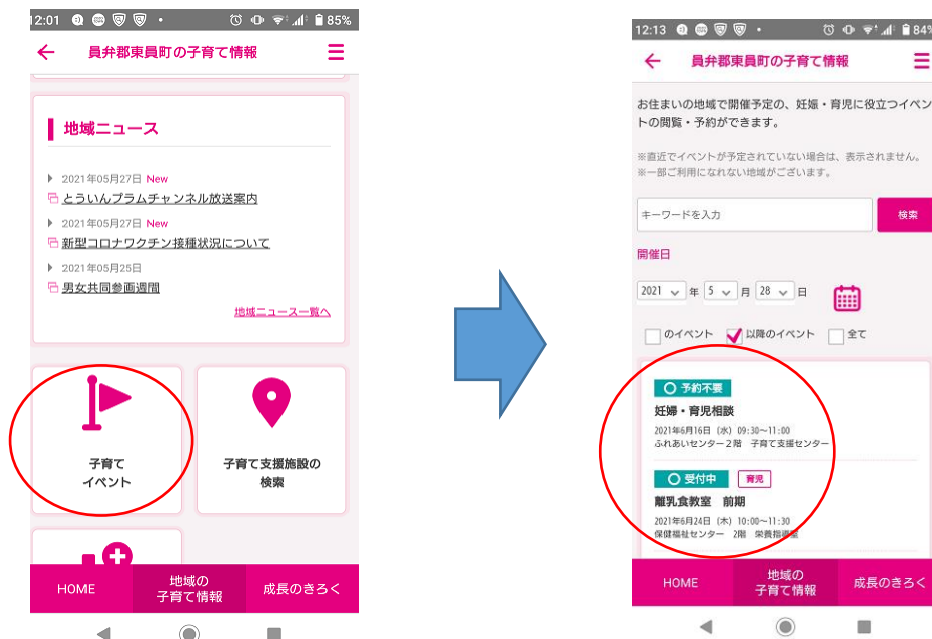 12:01
85%
員弁郡東員町の子育て情報
地域ニュース
2021年05月27日 New
とういんプラムチャンネル放送案内
2021年05月27日 New
新型コロナワクチン接種状況について
2021年05月25日
男女共同参画週間
地域ニュース一覧へ
子育て
イベント
子育て支援施設の
検索
HOME
地域の
子育て情報
成長のきろく
12:13
84%
員弁郡東員町の子育て情報
お住まいの地域で開催予定の、妊娠・育児に役立つイベン
トの閲覧・予約ができます。
※直近でイベントが予定されていない場合は、表示されません。
※一部ご利用になれない地域がございます。
キーワードを入力
検索
開催日
2021 年 5 月 28 日
のイベント 以降のイベント 全て
予約不要
妊婦・育児相談
2021年6月16日（水）09:30～11:00
ふれあいセンター２階 子育て支援センター
受付中 育児
離乳食教室 前期
2021年6月24日（木）10:00～11:30
保健福祉センター 2階 栄養指導室
HOME
地域の
子育て情報
成長のきろく